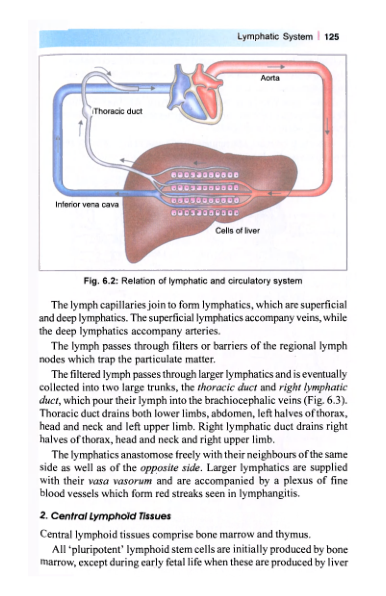 Lymphatic System | 125
Aorta
Thoracic duct
Inferior vena cava
Cells of liver
Fig. 6.2: Relation of lymphatic and circulatory system
The lymph capillaries join to form lymphatics, which are superficial
and deep lymphatics. The superficial lymphatics accompany veins, while
the deep lymphatics accompany arteries.
The lymph passes through filters or barriers of the regional lymph
nodes which trap the particulate matter.
The filtered lymph passes through larger lymphatics and is eventually
collected into two large trunks, the thoracic duct and right lymphatic
duct, which pour their lymph into the brachiocephalic veins (Fig. 6.3).
Thoracic duct drains both lower limbs, abdomen, left halves of thorax,
head and neck and left upper limb. Right lymphatic duct drains right
halves of thorax, head and neck and right upper limb.
The lymphatics anastomose freely with their neighbours of the same
side as well as of the opposite side. Larger lymphatics are supplied
with their vasa vasorum and are accompanied by a plexus of fine
blood vessels which form red streaks seen in lymphangitis.
2. Central Lymphoid Tissues
Central lymphoid tissues comprise bone marrow and thymus.
All ‘pluripotent’ lymphoid stem cells are initially produced by bone
marrow, except during early fetal life when these are produced by liver